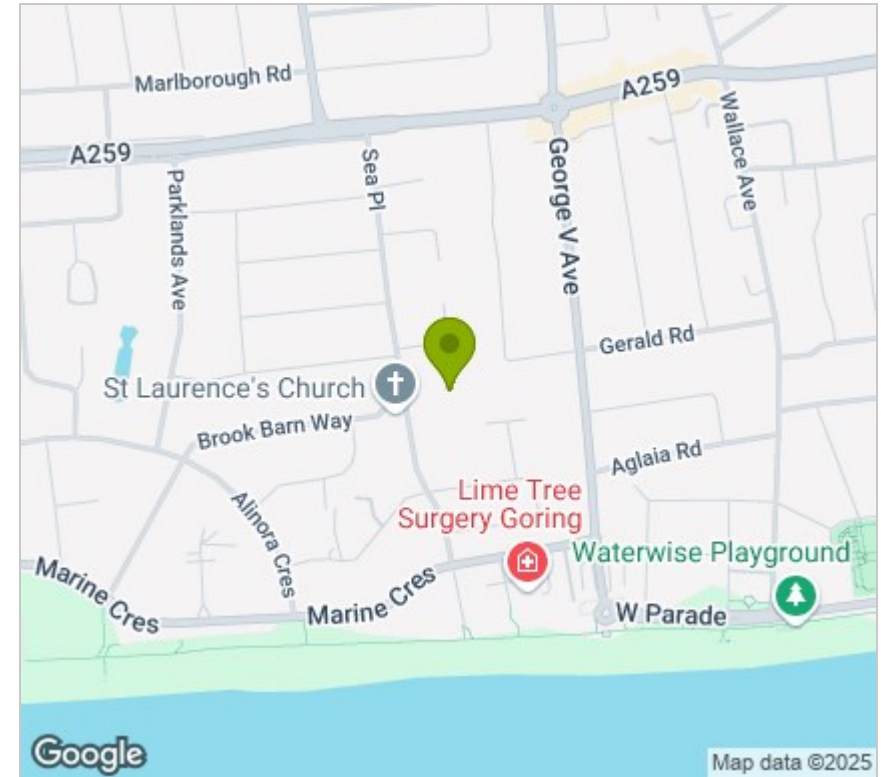 Marlborough Rd
A259
A259
Wallace Ave
Sea Pl
George V Ave
Parklands Ave
Gerald Rd
St Laurence's Church
Brook Barn Way
Aglaia Rd
Lime Tree
Surgery Goring
Alinora Cres
Waterwise Playground
Marine Cres
Marine Cres
W Parade
Google
Map data ©2025